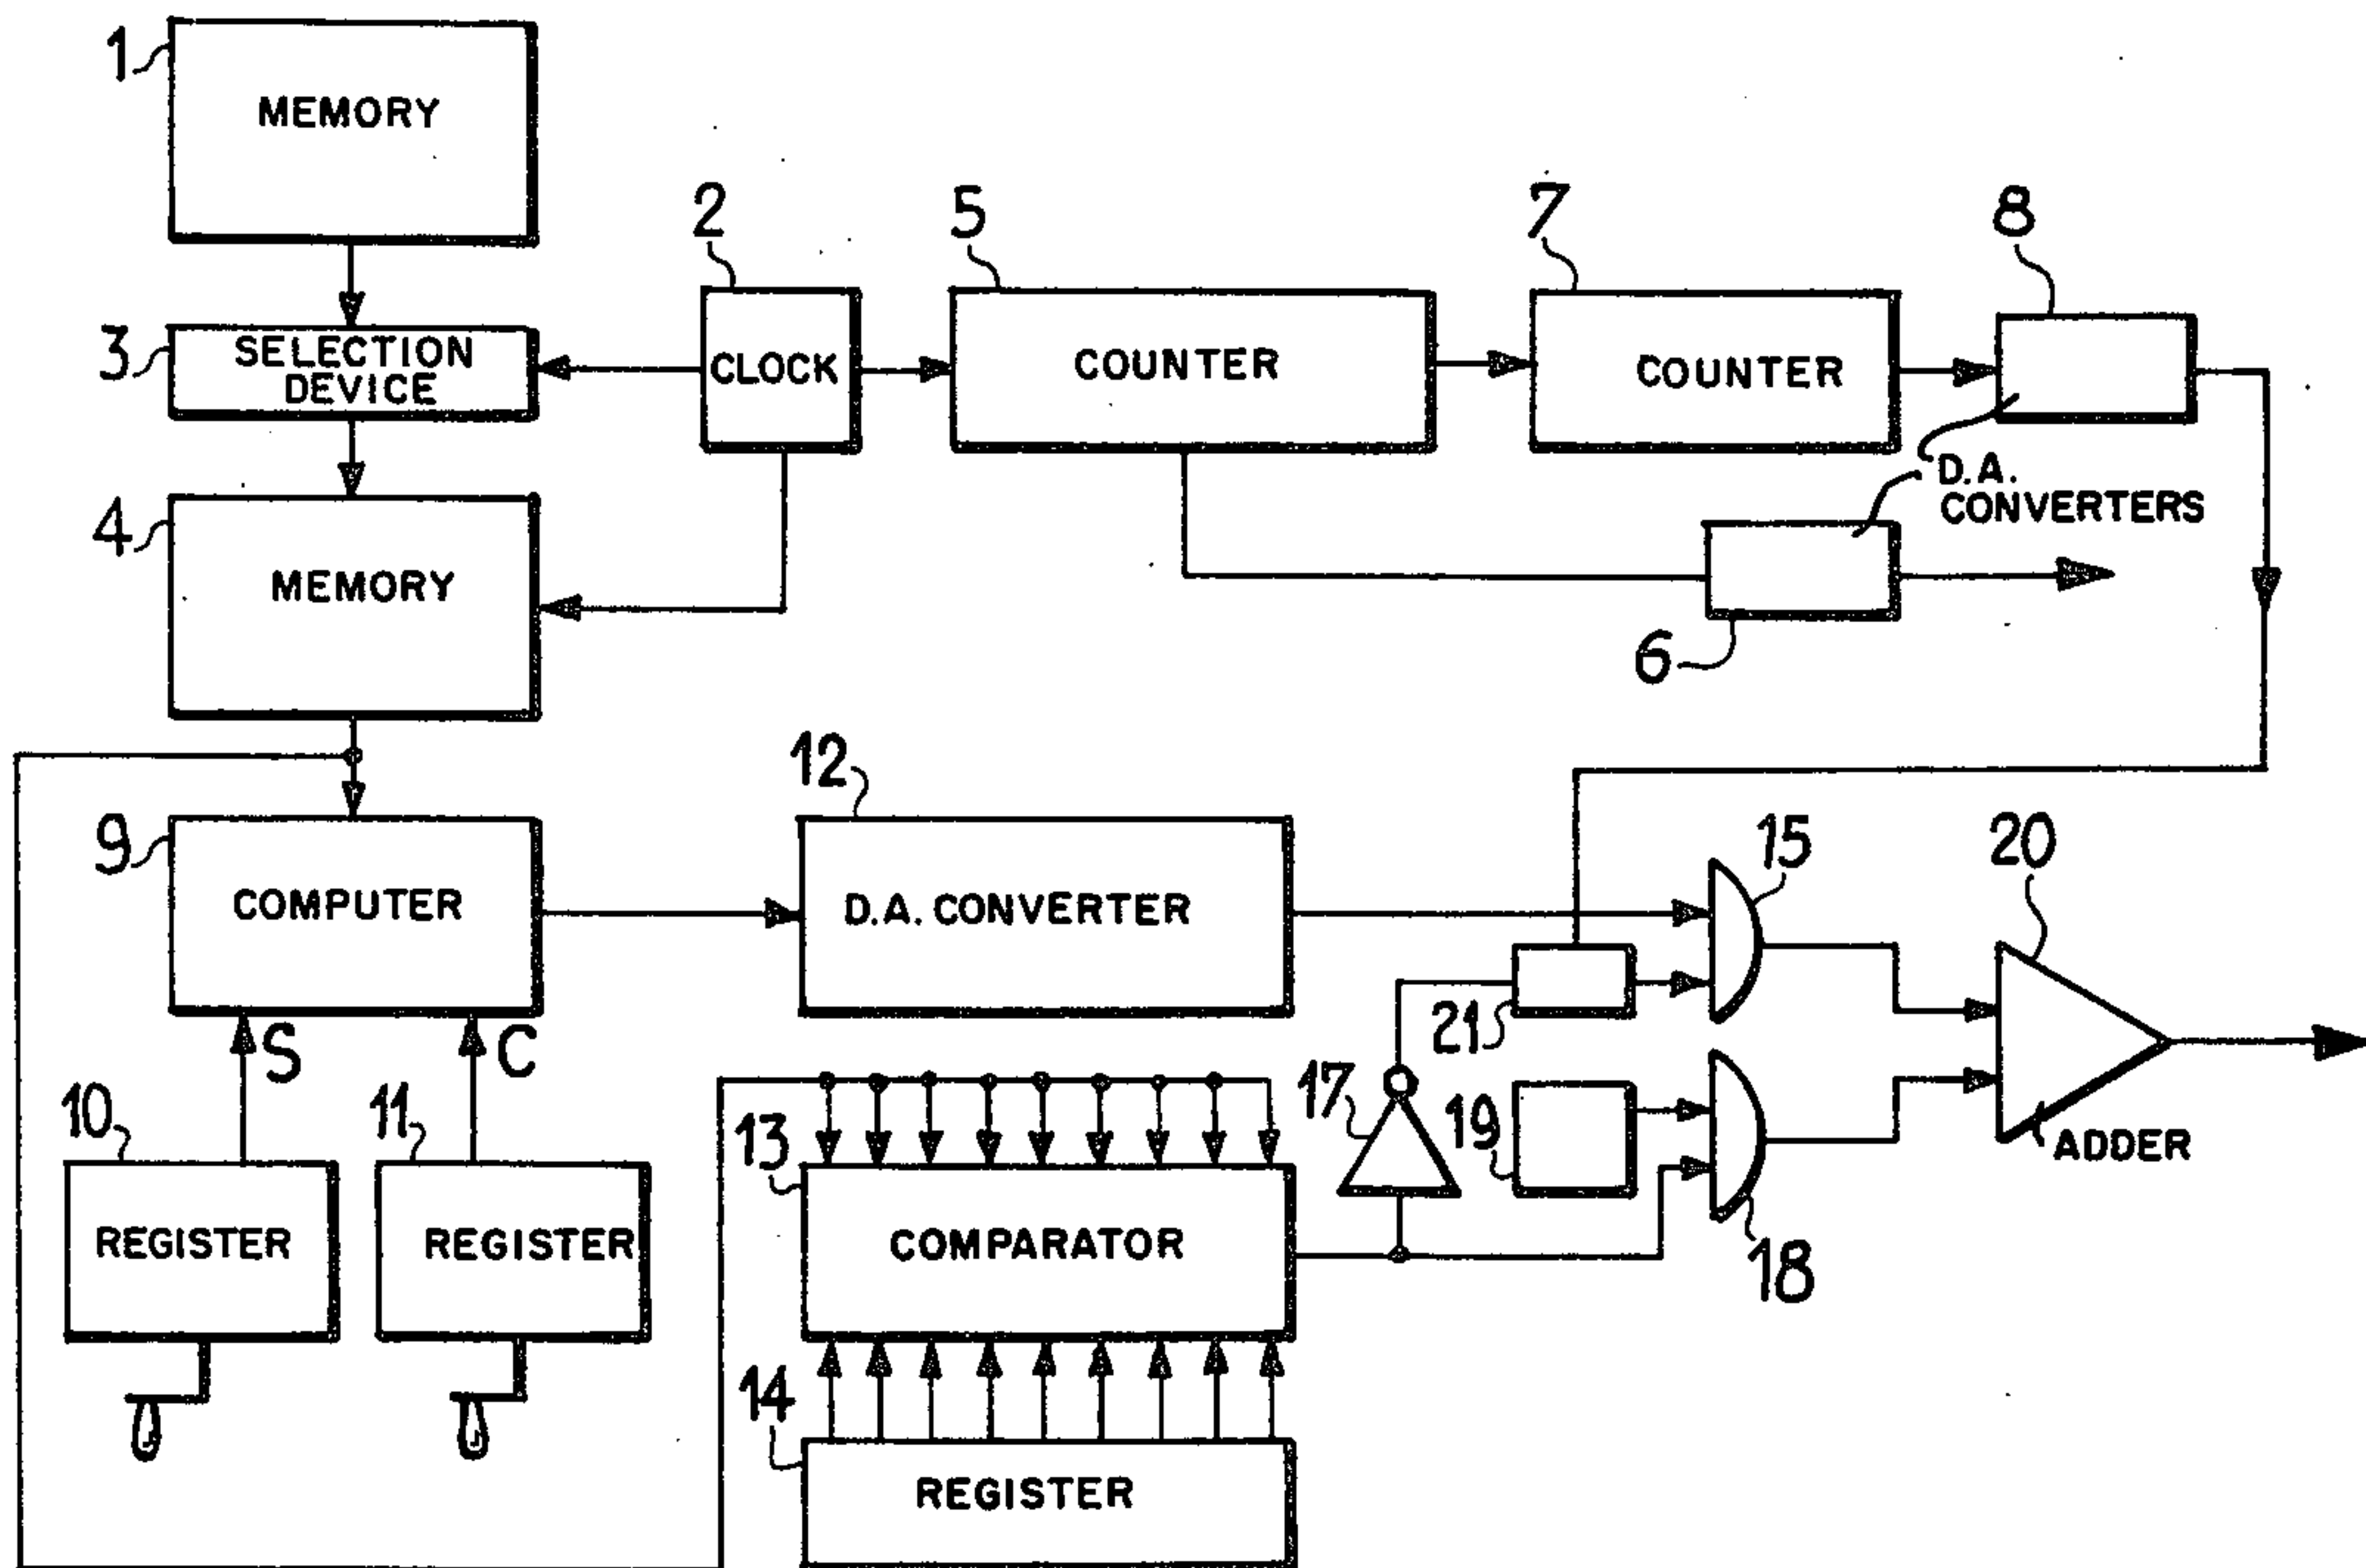 1
MEMORY
2
5
7
8
3
SELECTION
DEVICE
CLOCK
COUNTER
COUNTER
D.A.
CONVERTERS
4
MEMORY
6
12
9
COMPUTER
D.A. CONVERTER
15
20
S
C
21
10
11
13
17
19
ADDER
REGISTER
REGISTER
COMPARATOR
18
14
REGISTER